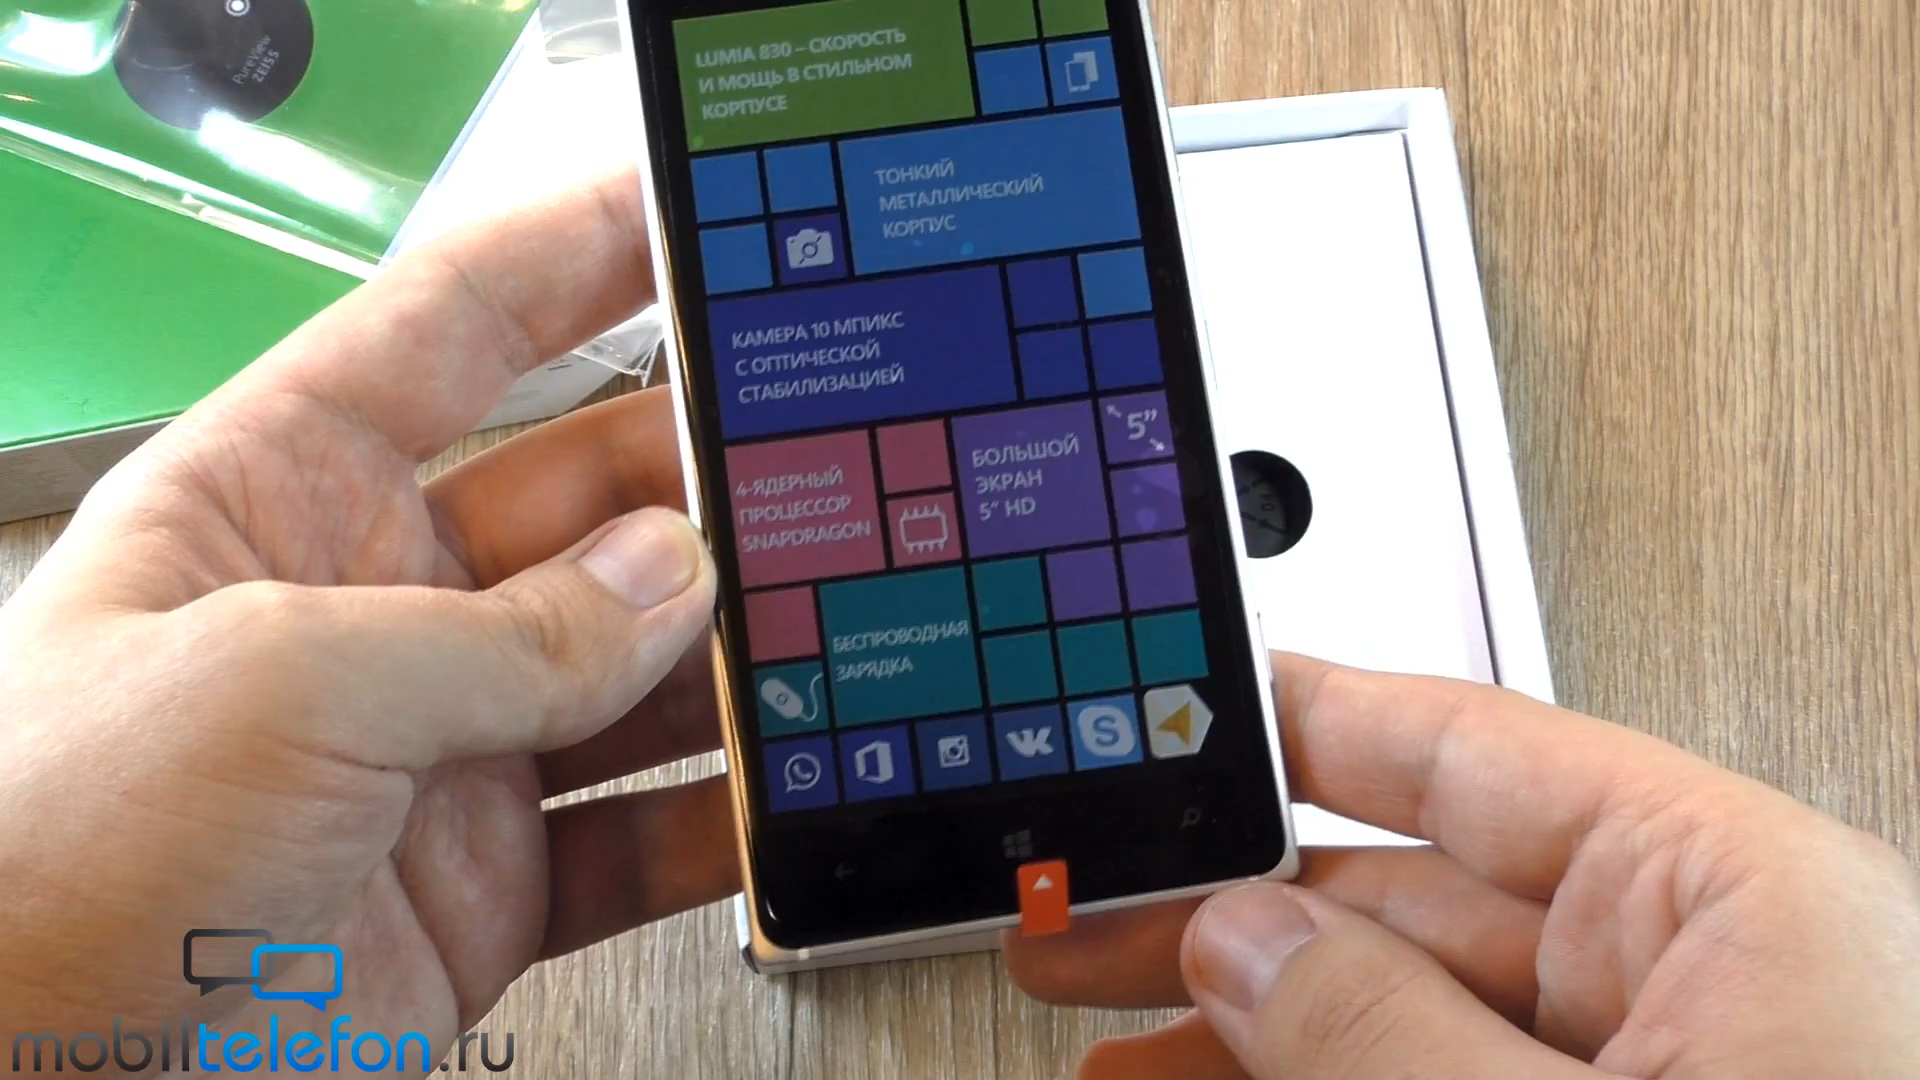 PureView
ZEISS
LUMIA 830 – СКОРОСТЬ
И МОЩЬ В СТИЛЬНОМ
КОРПУСЕ
ТОНКИЙ
МЕТАЛЛИЧЕСКИЙ
КОРПУС
КАМЕРА 10 МПИКС
С ОПТИЧЕСКОЙ
СТАБИЛИЗАЦИЕЙ
4-ЯДЕРНЫЙ
ПРОЦЕССОР
SNAPDRAGON
БОЛЬШОЙ
ЭКРАН
5” HD
5”
БЕСПРОВОДНАЯ
ЗАРЯДКА
mobiltelefon.ru